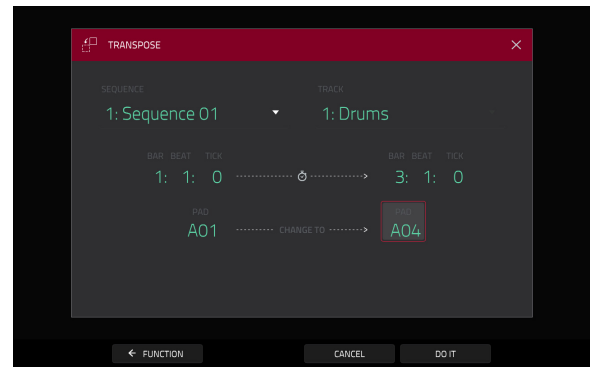 TRANSPOSE
SEQUENCE TRACK
1: Sequence 01 1: Drums
BAR BEAT TICK BAR BEAT TICK
1: 1: 0 3: 1: 0
PAD PAD
A01 CHANGE TO A04
FUNCTION CANCEL DO IT